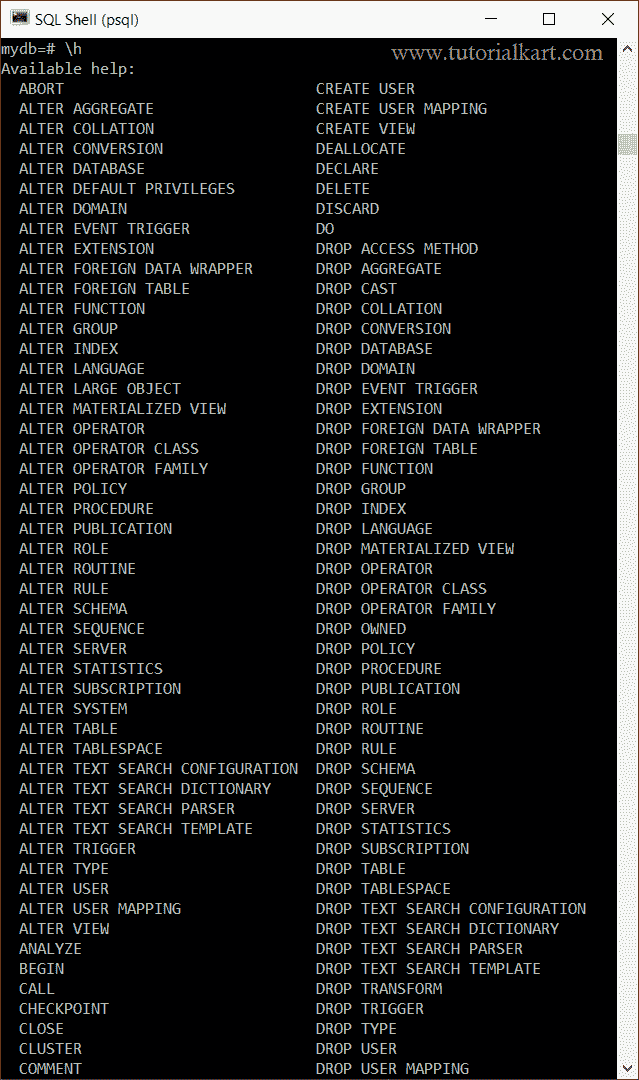 SQL Shell (psql)
mydb=# \h
www.tutorialkart.com
Available help:
ABORT CREATE USER
ALTER AGGREGATE CREATE USER MAPPING
ALTER COLLATION CREATE VIEW
ALTER CONVERSION DEALLOCATE
ALTER DATABASE DECLARE
ALTER DEFAULT PRIVILEGES DELETE
ALTER DOMAIN DISCARD
ALTER EVENT TRIGGER DO
ALTER EXTENSION DROP ACCESS METHOD
ALTER FOREIGN DATA WRAPPER DROP AGGREGATE
ALTER FOREIGN TABLE DROP CAST
ALTER FUNCTION DROP COLLATION
ALTER GROUP DROP CONVERSION
ALTER INDEX DROP DATABASE
ALTER LANGUAGE DROP DOMAIN
ALTER LARGE OBJECT DROP EVENT TRIGGER
ALTER MATERIALIZED VIEW DROP EXTENSION
ALTER OPERATOR DROP FOREIGN DATA WRAPPER
ALTER OPERATOR CLASS DROP FOREIGN TABLE
ALTER OPERATOR FAMILY DROP FUNCTION
ALTER POLICY DROP GROUP
ALTER PROCEDURE DROP INDEX
ALTER PUBLICATION DROP LANGUAGE
ALTER ROLE DROP MATERIALIZED VIEW
ALTER ROUTINE DROP OPERATOR
ALTER RULE DROP OPERATOR CLASS
ALTER SCHEMA DROP OPERATOR FAMILY
ALTER SEQUENCE DROP OWNED
ALTER SERVER DROP POLICY
ALTER STATISTICS DROP PROCEDURE
ALTER SUBSCRIPTION DROP PUBLICATION
ALTER SYSTEM DROP ROLE
ALTER TABLE DROP ROUTINE
ALTER TABLESPACE DROP RULE
ALTER TEXT SEARCH CONFIGURATION DROP SCHEMA
ALTER TEXT SEARCH DICTIONARY DROP SEQUENCE
ALTER TEXT SEARCH PARSER DROP SERVER
ALTER TEXT SEARCH TEMPLATE DROP STATISTICS
ALTER TRIGGER DROP SUBSCRIPTION
ALTER TYPE DROP TABLE
ALTER USER DROP TABLESPACE
ALTER USER MAPPING DROP TEXT SEARCH CONFIGURATION
ALTER VIEW DROP TEXT SEARCH DICTIONARY
ANALYZE DROP TEXT SEARCH PARSER
BEGIN DROP TEXT SEARCH TEMPLATE
CALL DROP TRANSFORM
CHECKPOINT DROP TRIGGER
CLOSE DROP TYPE
CLUSTER DROP USER
COMMENT DROP USER MAPPING